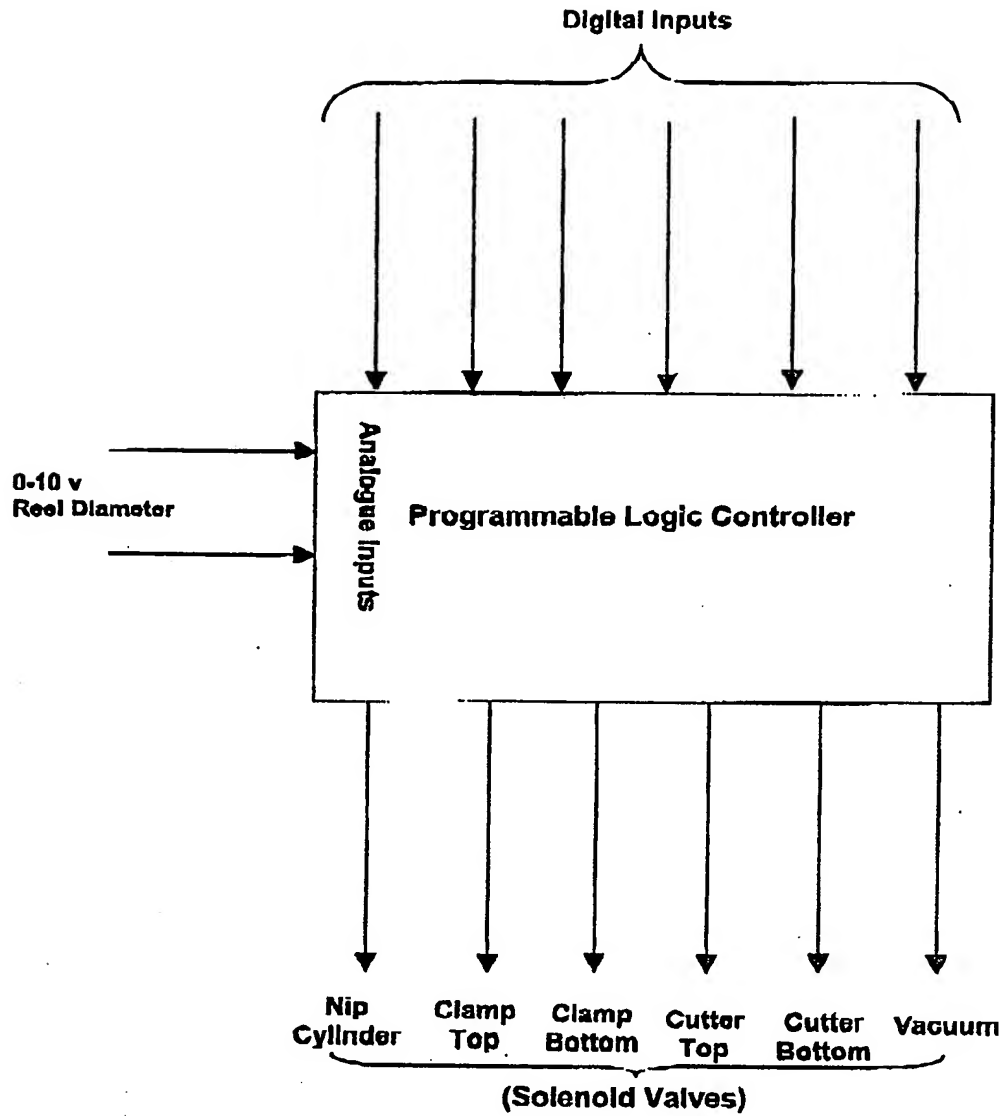 Digital Inputs
Analogue Inputs
0-10 v
Reel Diameter
Programmable Logic Controller
Nip
Cylinder
Clamp
Top
Clamp
Bottom
Cutter
Top
Cutter
Bottom
Vacuum
(Solenoid Valves)